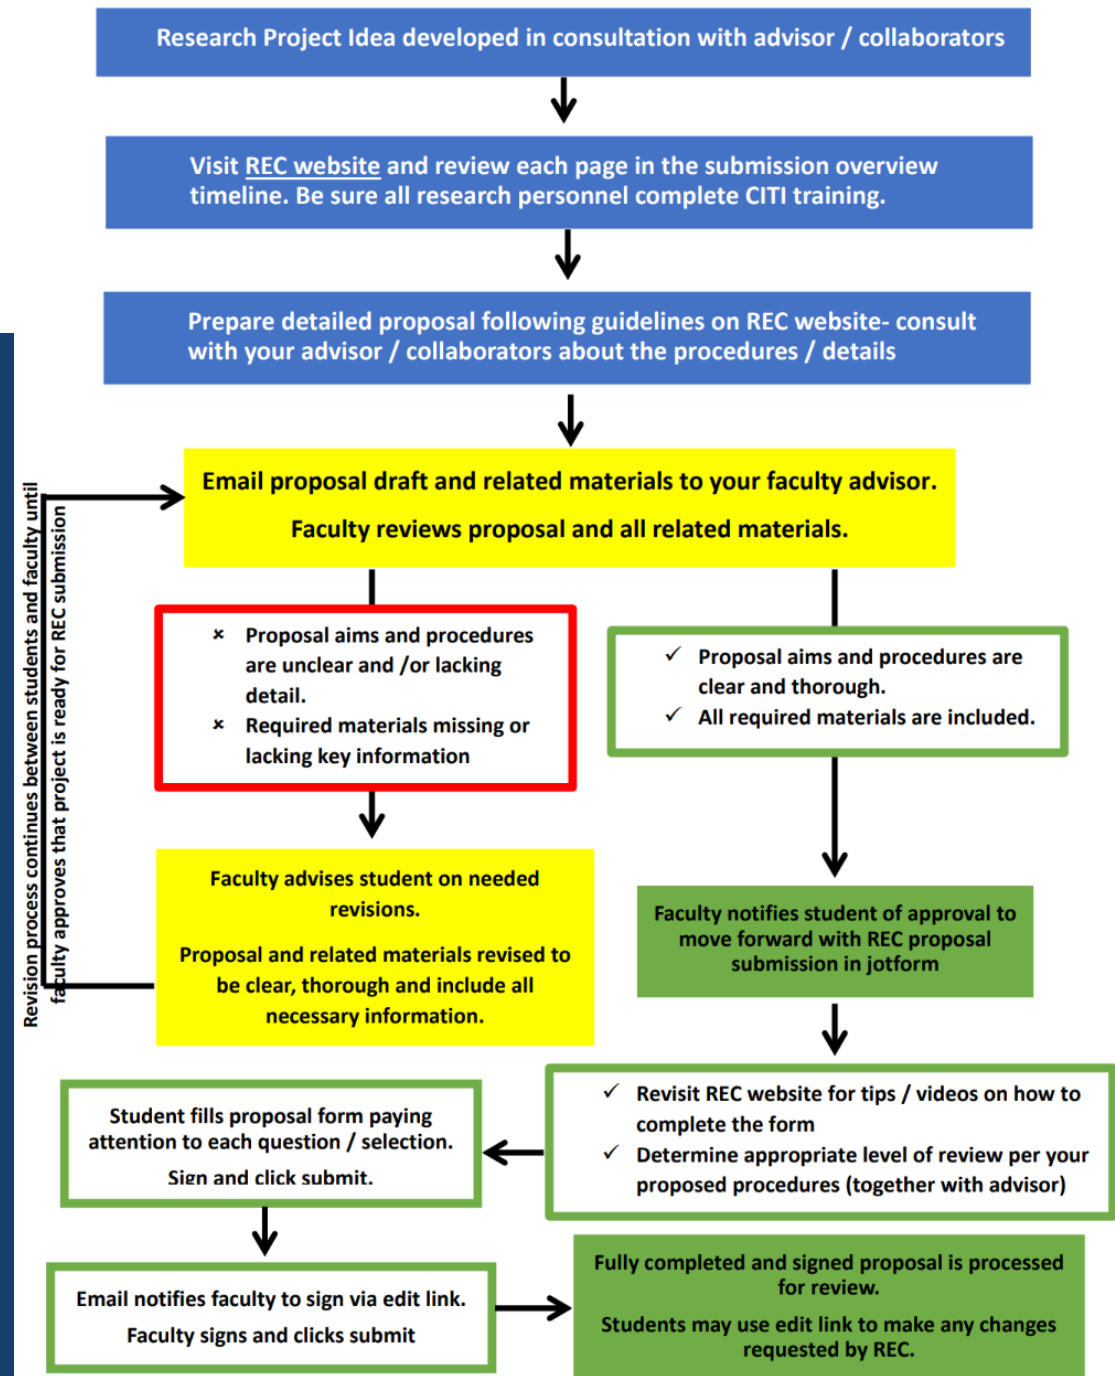 Research Project Idea developed in consultation with advisor / collaborators
Visit REC website and review each page in the submission overview
timeline. Be sure all research personnel complete CITI training.
Prepare detailed proposal following guidelines on REC website- consult
with your advisor / collaborators about the procedures / details
Email proposal draft and related materials to your faculty advisor.
Faculty reviews proposal and all related materials.
Revision process continues between students and faculty until
faculty approves that project is ready for REC submission
× Proposal aims and procedures
are unclear and /or lacking
detail.
× Required materials missing or
lacking key information
✓ Proposal aims and procedures are
clear and thorough.
✓ All required materials are included.
Faculty advises student on needed
revisions.
Proposal and related materials revised to
be clear, thorough and include all
necessary information.
Faculty notifies student of approval to
move forward with REC proposal
submission in jotform
✓ Revisit REC website for tips / videos on how to
complete the form
✓ Determine appropriate level of review per your
proposed procedures (together with advisor)
Student fills proposal form paying
attention to each question / selection.
Sign and click submit.
Email notifies faculty to sign via edit link.
Faculty signs and clicks submit
Fully completed and signed proposal is processed
for review.
Students may use edit link to make any changes
requested by REC.